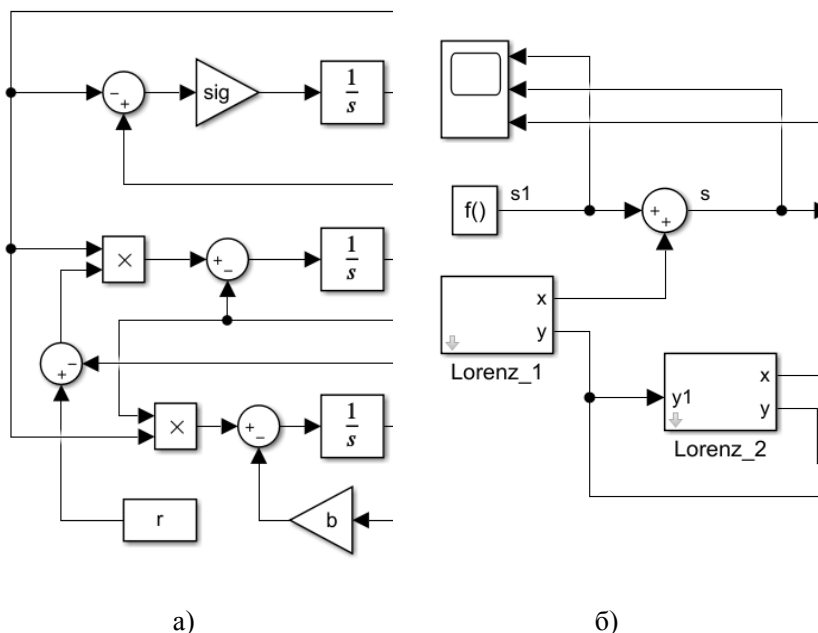 − +
sig
1
s
×
+ −
1
s
− +
×
+ −
1
s
r
b
а)
s1
s
f()
+ +
x
y
Lorenz_1
y1
x
y
Lorenz_2
б)